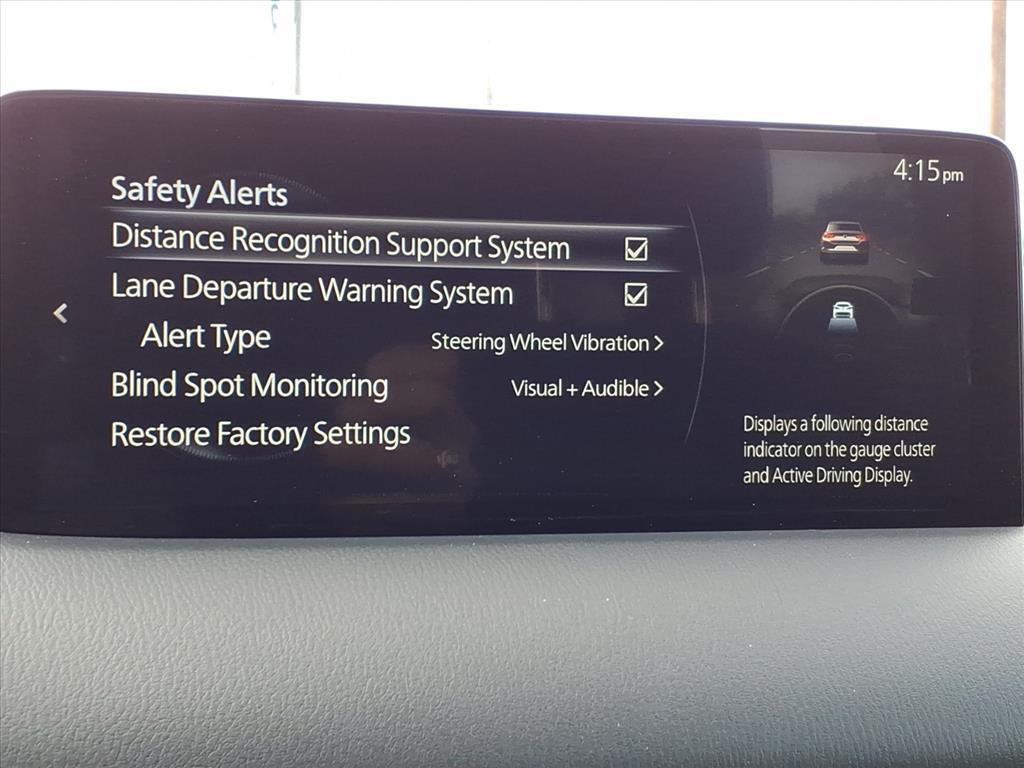 4:15pm
Safety Alerts
Distance Recognition Support System
Lane Departure Warning System
Alert Type Steering Wheel Vibration >
Blind Spot Monitoring Visual + Audible >
Restore Factory Settings
Displays a following distance
indicator on the gauge cluster
and Active Driving Display.